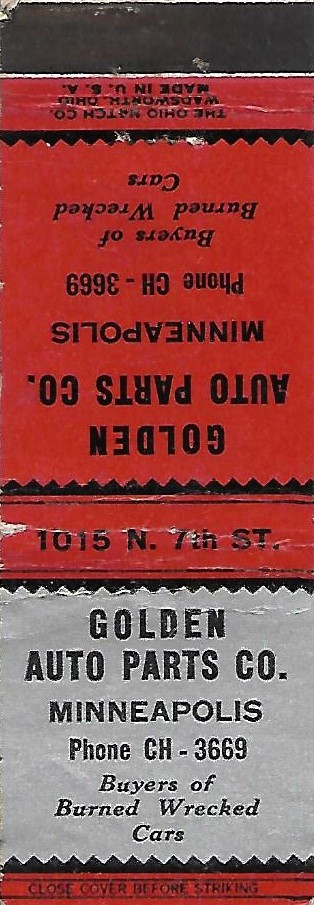 THE OHIO MATCH CO.
WADSWORTH, OHIO
MADE IN U. S. A.
GOLDEN
AUTO PARTS CO.
MINNEAPOLIS
Phone CH - 3669
Buyers of
Burned Wrecked
Cars
1015 N. 7th ST.
GOLDEN
AUTO PARTS CO.
MINNEAPOLIS
Phone CH - 3669
Buyers of
Burned Wrecked
Cars
CLOSE COVER BEFORE STRIKING